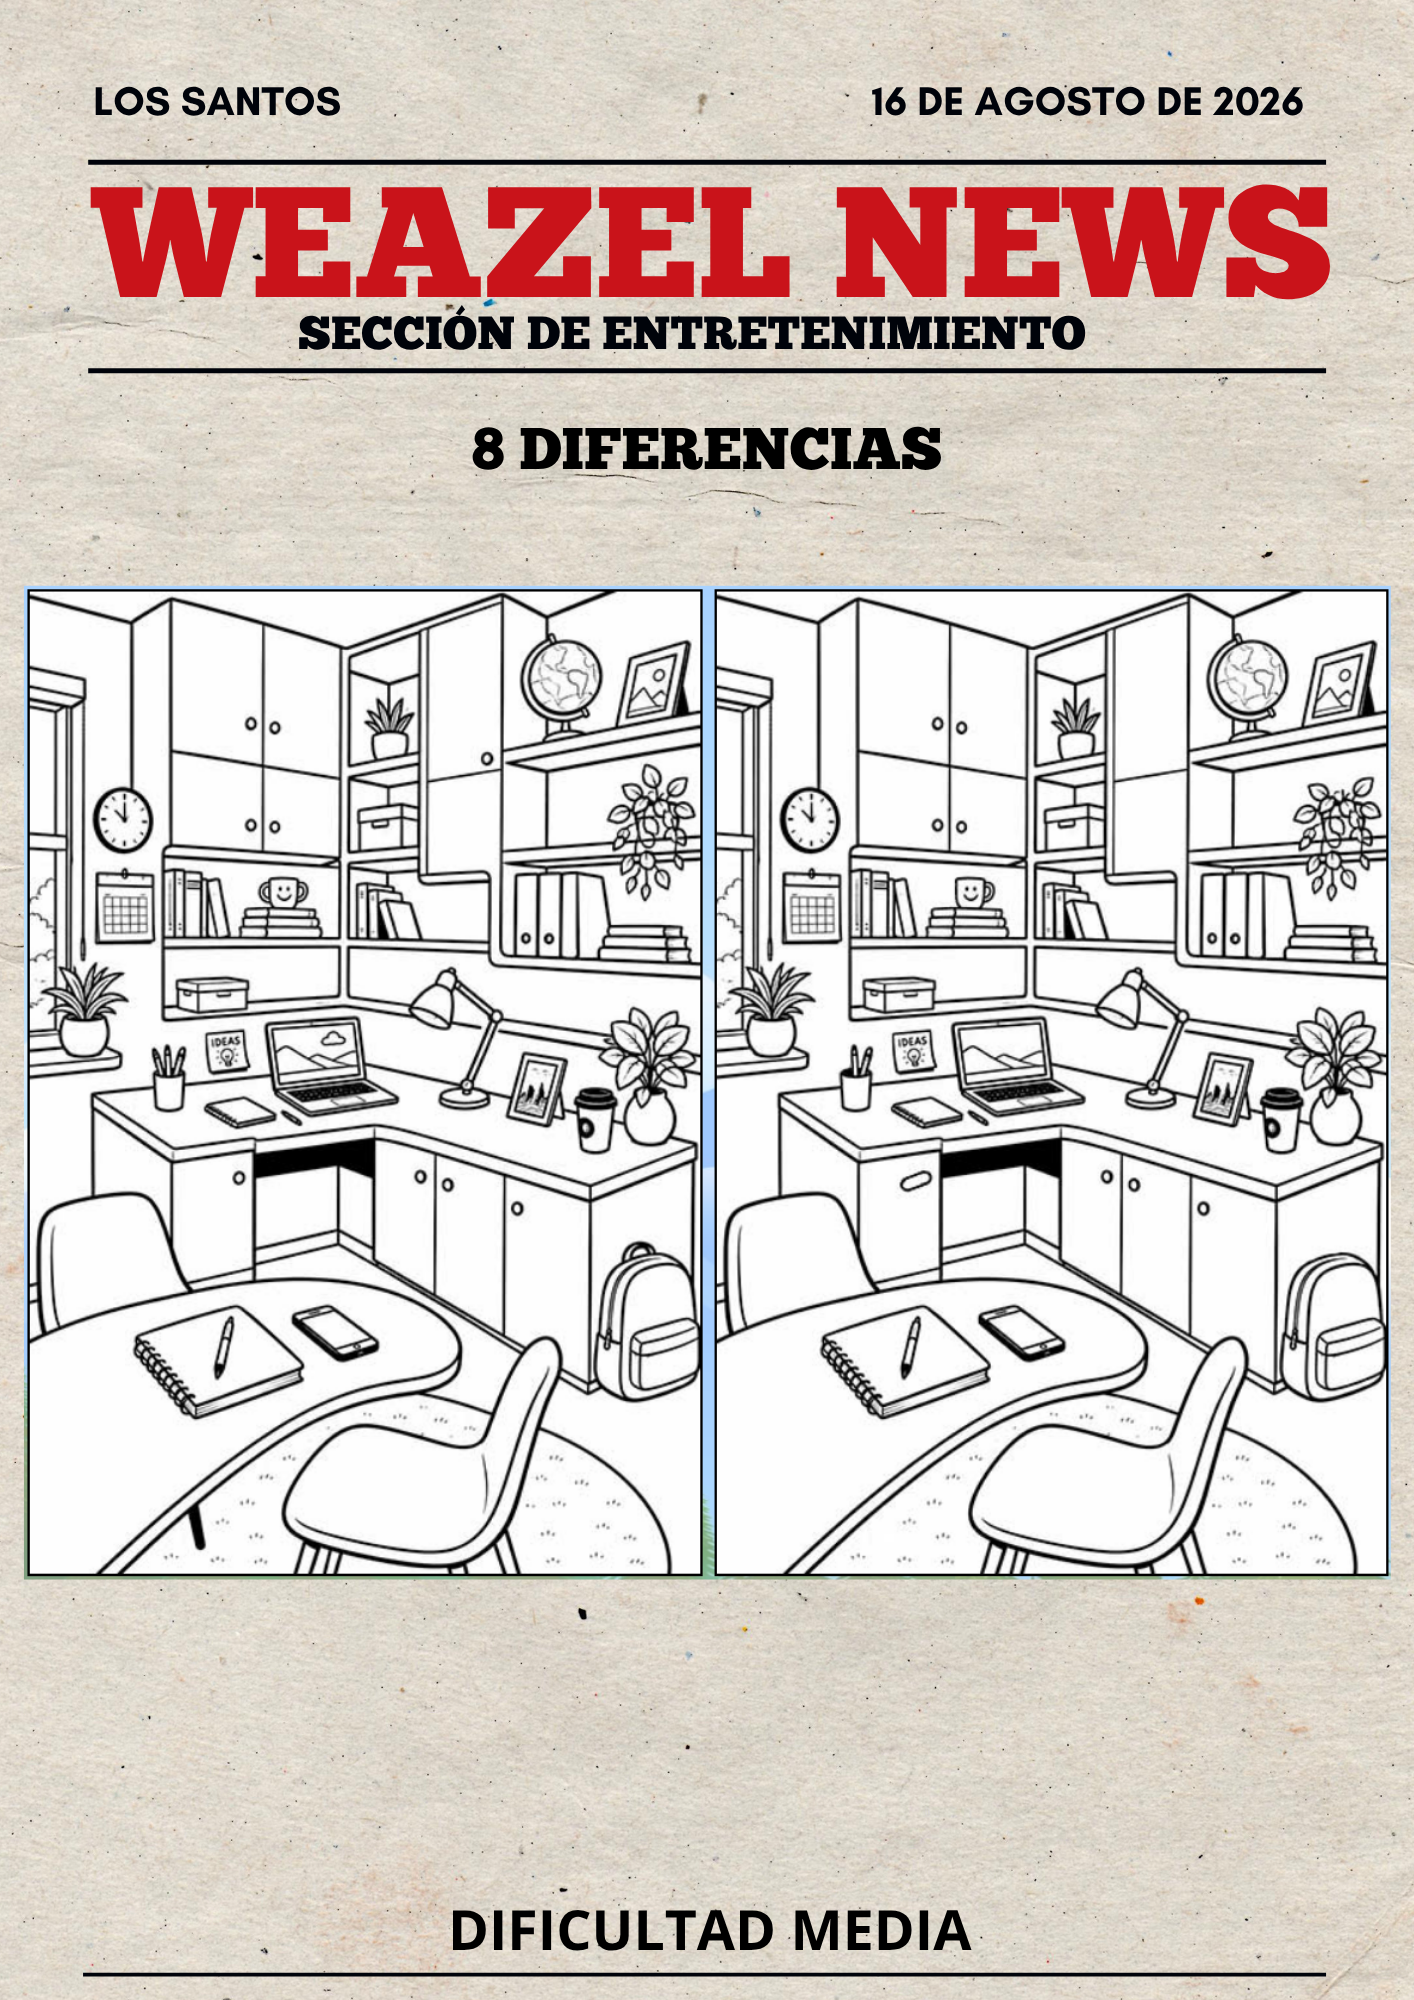 LOS SANTOS
16 DE AGOSTO DE 2026
WEAZEL NEWS
SECCIÓN DE ENTRETENIMIENTO
8 DIFERENCIAS
IDEAS
IDEAS
DIFICULTAD MEDIA